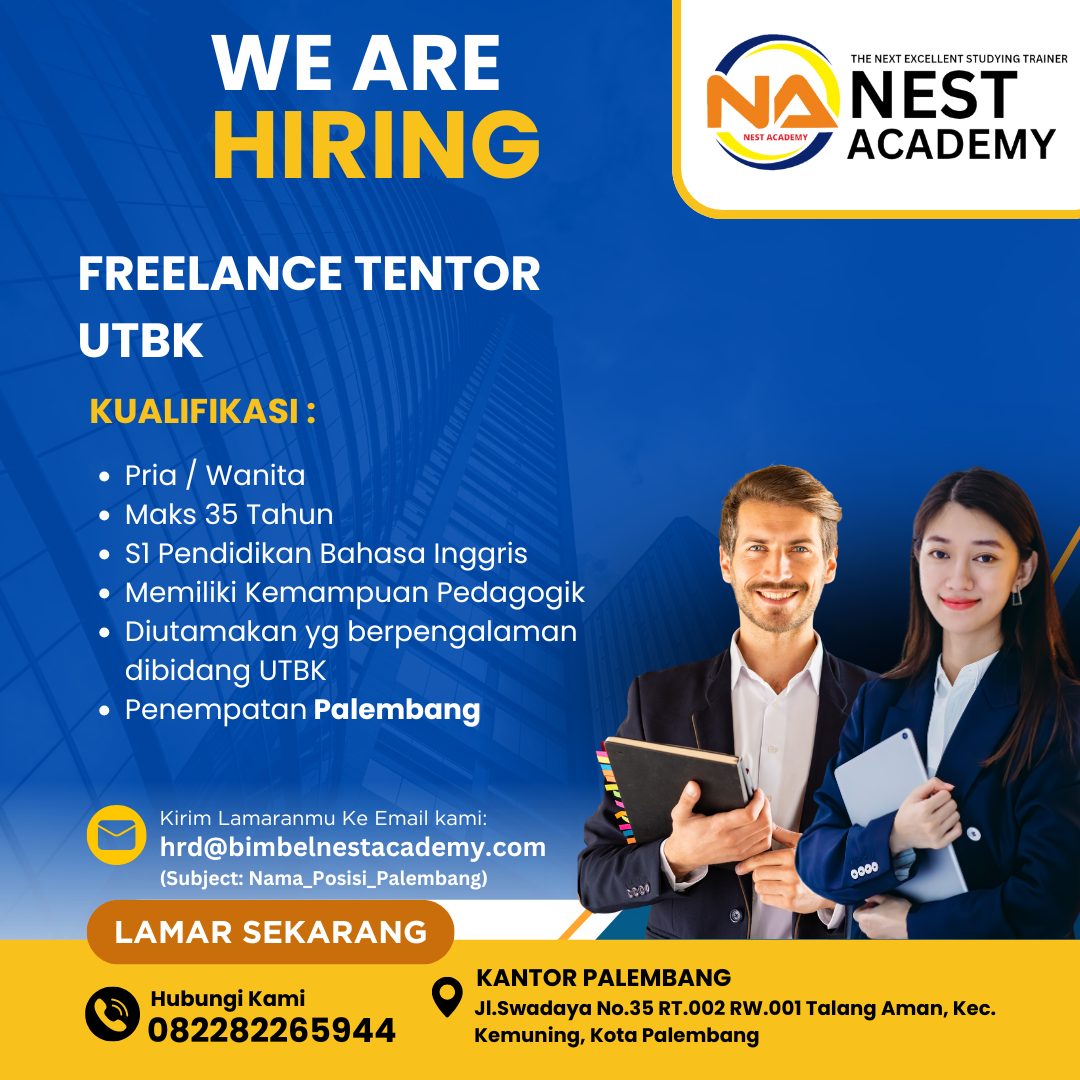 WE ARE
HIRING
THE NEXT EXCELLENT STUDYING TRAINER
NA
NEST ACADEMY
NEST
ACADEMY
FREELANCE TENTOR
UTBK
KUALIFIKASI :
• Pria / Wanita
• Maks 35 Tahun
• S1 Pendidikan Bahasa Inggris
• Memiliki Kemampuan Pedagogik
• Diutamakan yg berpengalaman
dibidang UTBK
• Penempatan Palembang
Kirim Lamaranmu Ke Email kami:
hrd@bimbelnestacademy.com
(Subject: Nama_Posisi_Palembang)
LAMAR SEKARANG
Hubungi Kami
082282265944
KANTOR PALEMBANG
Jl.Swadaya No.35 RT.002 RW.001 Talang Aman, Kec.
Kemuning, Kota Palembang